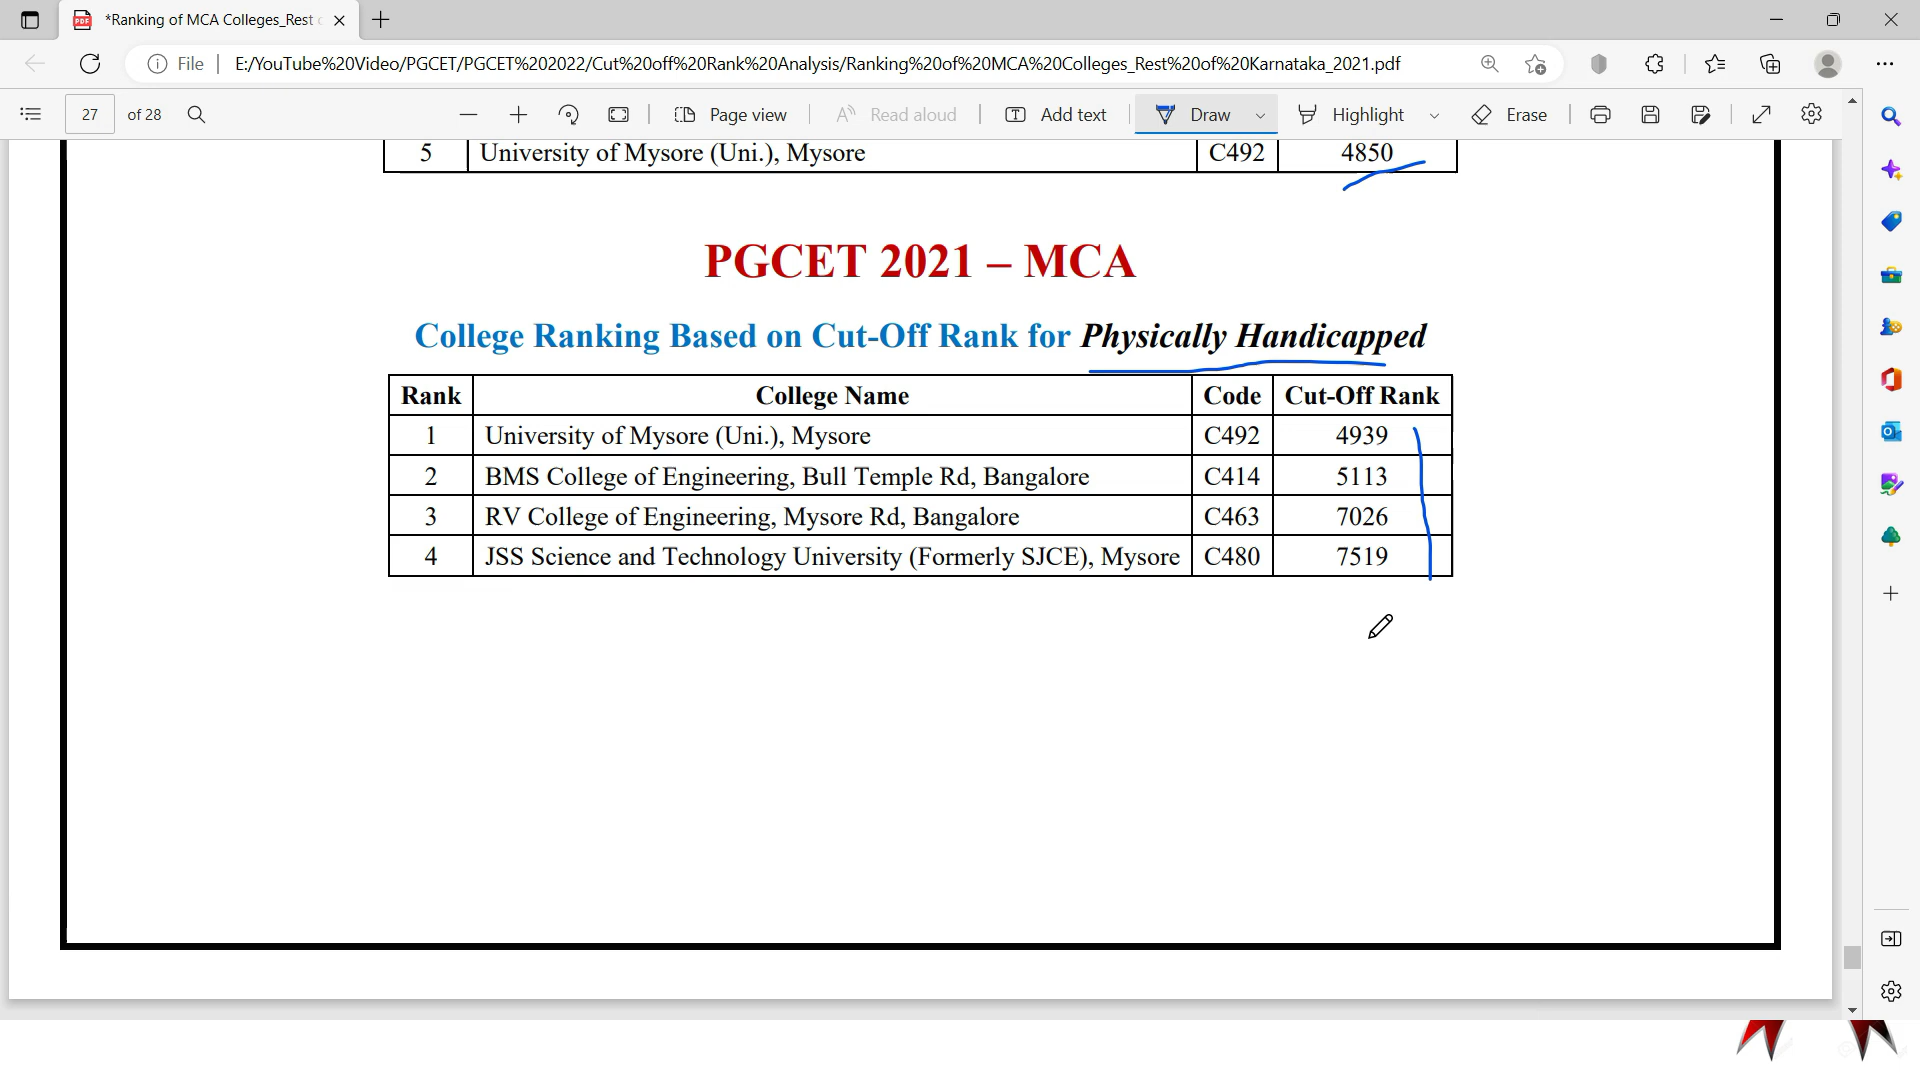 *Ranking of MCA Colleges_Rest
File
E:/YouTube%20Video/PGCET/PGCET%202022/Cut%20off%20Rank%20Analysis/Ranking%20of%20MCA%20Colleges_Rest%20of%20Karnataka_2021.pdf
27 of 28 Page view Read aloud Add text Draw Highlight Erase
5 University of Mysore (Uni.), Mysore C492 4850
PGCET 2021 – MCA
College Ranking Based on Cut-Off Rank for Physically Handicapped
Rank College Name Code Cut-Off Rank
1 University of Mysore (Uni.), Mysore C492 4939
2 BMS College of Engineering, Bull Temple Rd, Bangalore C414 5113
3 RV College of Engineering, Mysore Rd, Bangalore C463 7026
4 JSS Science and Technology University (Formerly SJCE), Mysore C480 7519